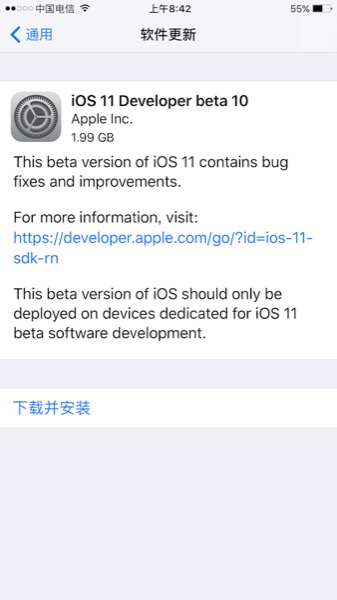 中国电信 上午8:42 55%
通用 软件更新
iOS 11 Developer beta 10
Apple Inc.
1.99 GB
This beta version of iOS 11 contains bug
fixes and improvements.
For more information, visit:
https://developer.apple.com/go/?id=ios-11-
sdk-rn
This beta version of iOS should only be
deployed on devices dedicated for iOS 11
beta software development.
下载并安装